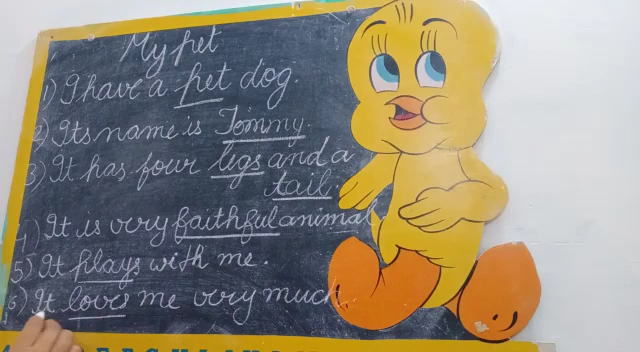 My pet
1) I have a pet dog.
2) Its name is Tommy.
3) It has four legs and a
tail.
4) It is very faithful animal
5) It plays with me.
6) It loves me very much